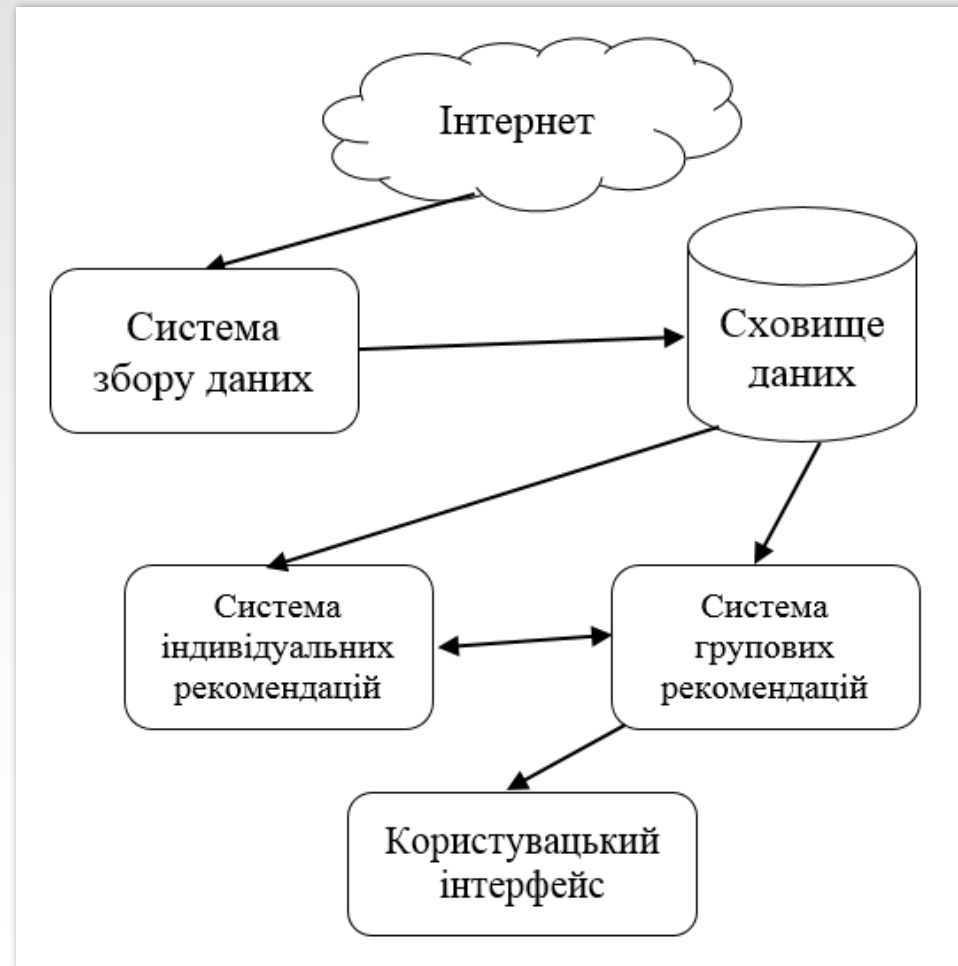 Інтернет
Система
збору даних
Сховище
даних
Система
індивідуальних
рекомендацій
Система
групових
рекомендацій
Користувацький
інтерфейс